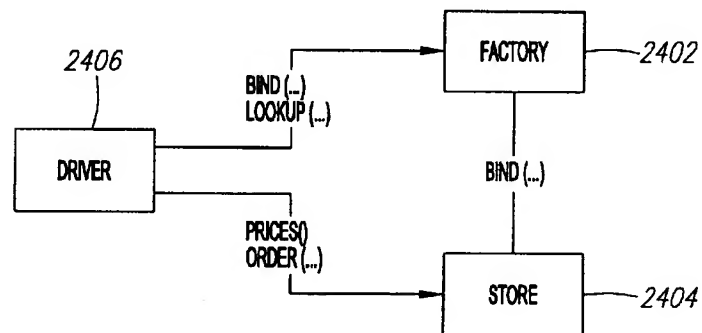 2406
FACTORY
2402
BIND (...)
LOOKUP (...)
DRIVER
BIND (...)
PRICES()
ORDER (...)
STORE
2404